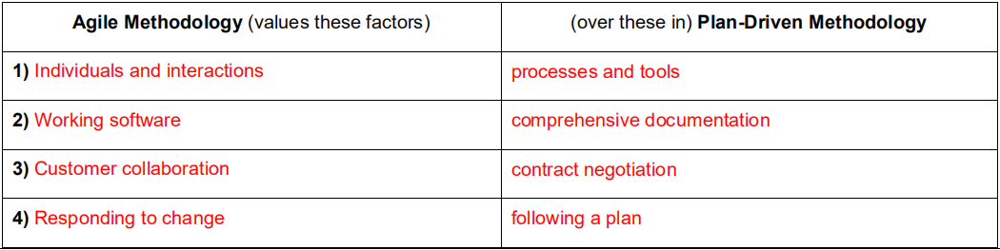 Agile Methodology (values these factors) (over these in) Plan-Driven Methodology
1) Individuals and interactions processes and tools
2) Working software comprehensive documentation
3) Customer collaboration contract negotiation
4) Responding to change following a plan